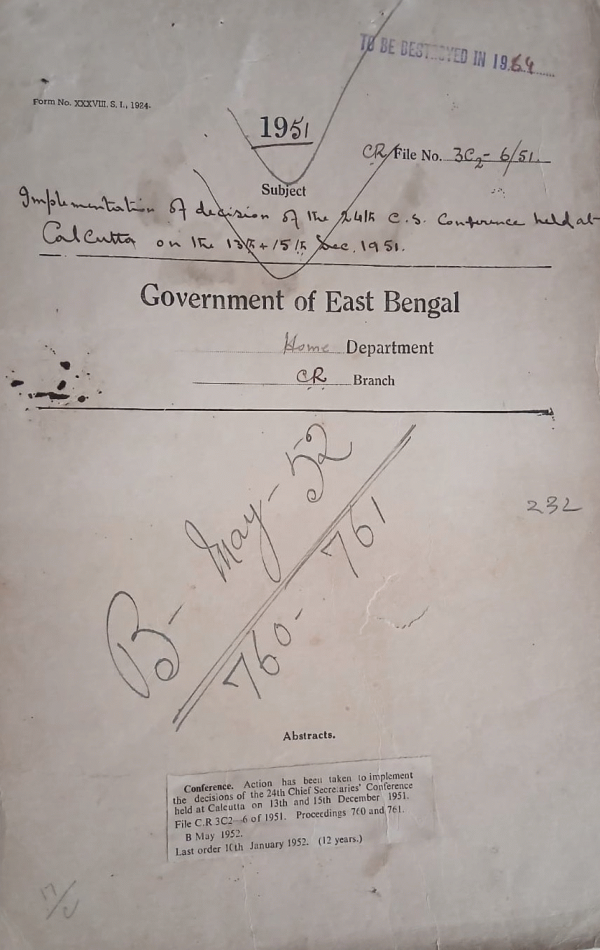 TO BE DESTROYED IN 1964
Form No. XXXVIII. S. I., 1924.
1951
CR File No. 3C2- 6/51.
Subject
Implementation of decision of the 24th C.S. Conference held at
Calcutta on the 13th + 15th Dec. 1951.
Government of East Bengal
Home Department
CR Branch
B- May - 52
760- 761
232
Abstracts.
Conference. Action has been taken to implement
the decisions of the 24th Chief Secretaries' Conference
held at Calcutta on 13th and 15th December 1951.
File C.R 3C2-6 of 1951. Proceedings 760 and 761.
B May 1952.
Last order 10th January 1952. (12 years.)